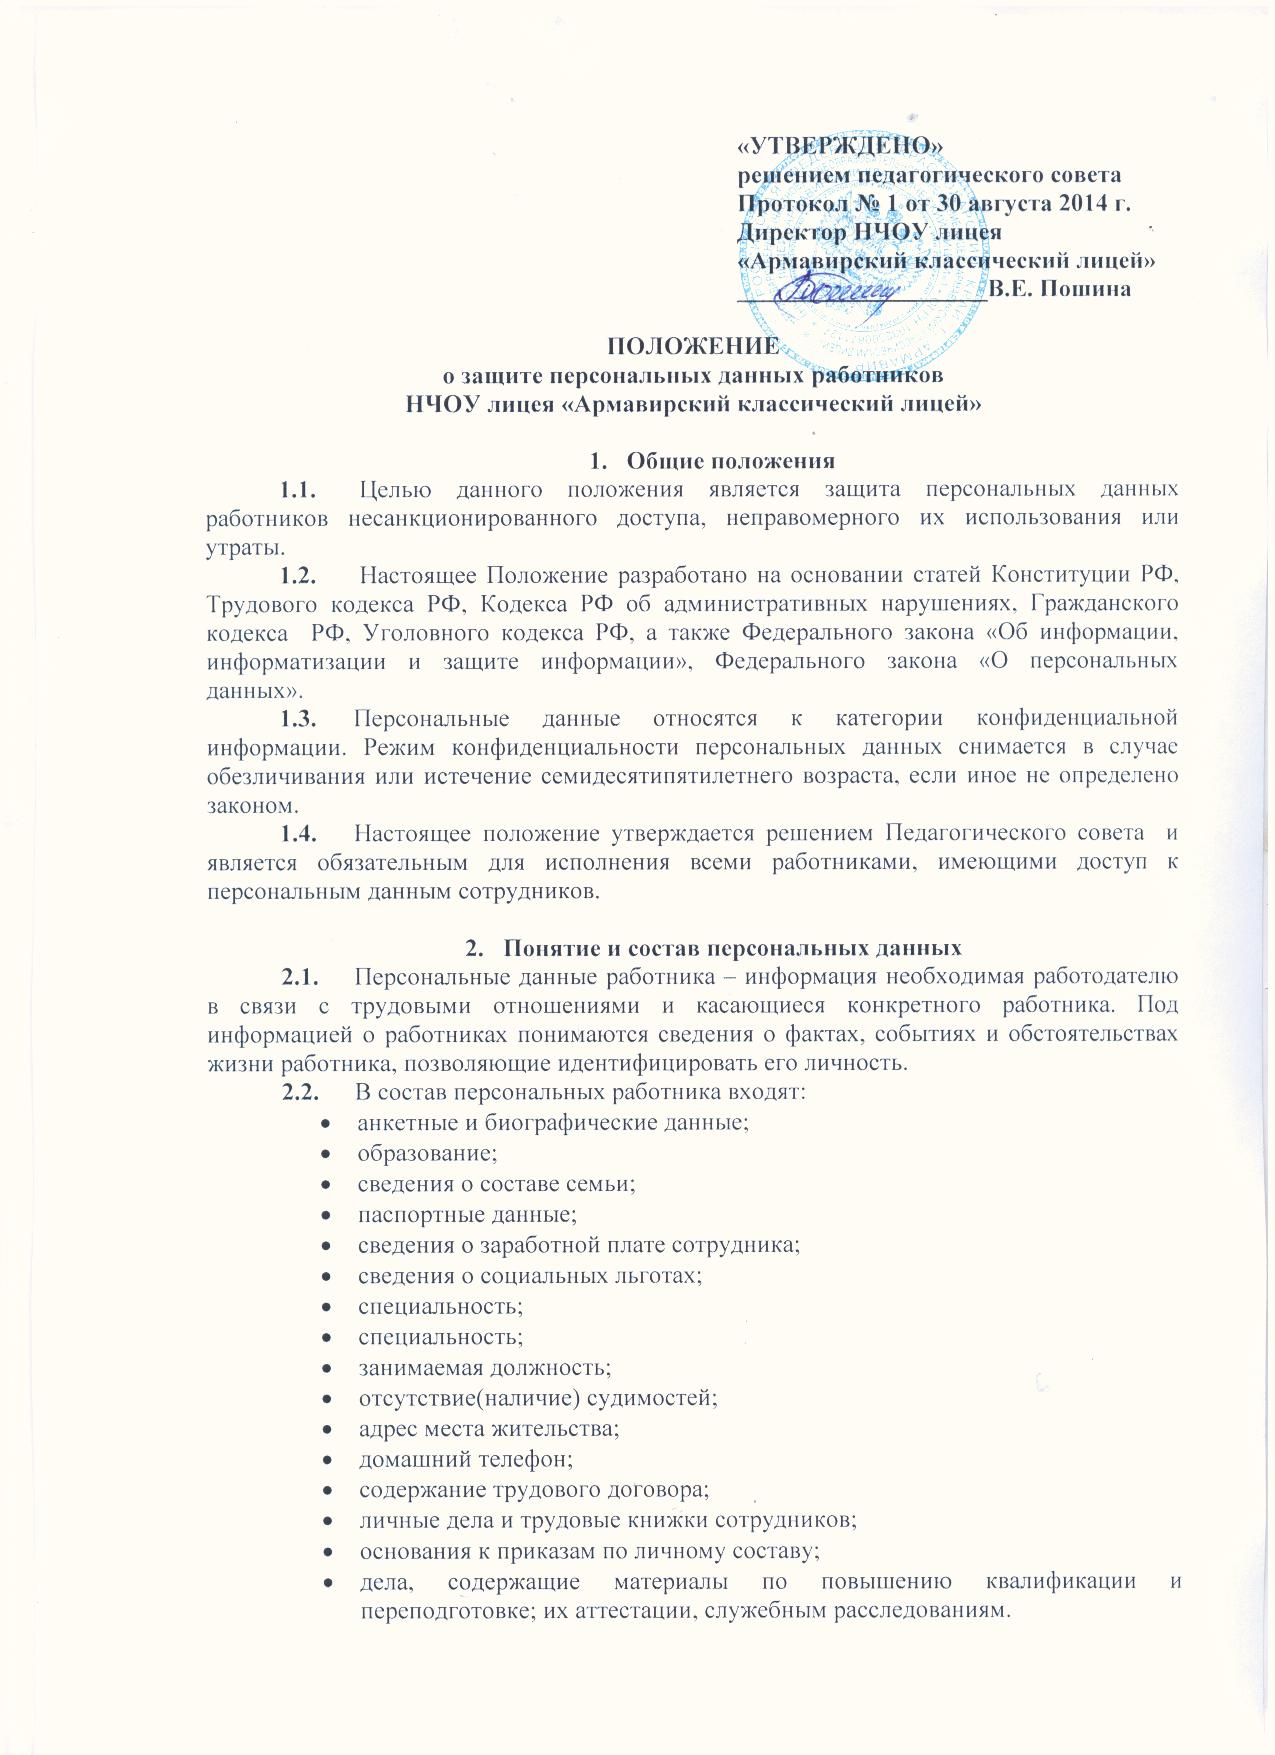 «УТВЕРЖДЕНО»
решением педагогического совета
Протокол № 1 от 30 августа 2014 г.
Директор НЧОУ лицея
«Армавирский классический лицей»
____________________В.Е. Пошина
ПОЛОЖЕНИЕ
о защите персональных данных работников
НЧОУ лицея «Армавирский классический лицей»
1. Общие положения
1.1. Целью данного положения является защита персональных данных
работников несанкционированного доступа, неправомерного их использования или
утраты.
1.2. Настоящее Положение разработано на основании статей Конституции РФ,
Трудового кодекса РФ, Кодекса РФ об административных нарушениях, Гражданского
кодекса РФ, Уголовного кодекса РФ, а также Федерального закона «Об информации,
информатизации и защите информации», Федерального закона «О персональных
данных».
1.3. Персональные данные относятся к категории конфиденциальной
информации. Режим конфиденциальности персональных данных снимается в случае
обезличивания или истечение семидесятипятилетнего возраста, если иное не определено
законом.
1.4. Настоящее положение утверждается решением Педагогического совета и
является обязательным для исполнения всеми работниками, имеющими доступ к
персональным данным сотрудников.
2. Понятие и состав персональных данных
2.1. Персональные данные работника – информация необходимая работодателю
в связи с трудовыми отношениями и касающиеся конкретного работника. Под
информацией о работниках понимаются сведения о фактах, событиях и обстоятельствах
жизни работника, позволяющие идентифицировать его личность.
2.2. В состав персональных работника входят:
• анкетные и биографические данные;
• образование;
• сведения о составе семьи;
• паспортные данные;
• сведения о заработной плате сотрудника;
• сведения о социальных льготах;
• специальность;
• специальность;
• занимаемая должность;
• отсутствие(наличие) судимостей;
• адрес места жительства;
• домашний телефон;
• содержание трудового договора;
• личные дела и трудовые книжки сотрудников;
• основания к приказам по личному составу;
• дела, содержащие материалы по повышению квалификации и
переподготовке; их аттестации, служебным расследованиям.